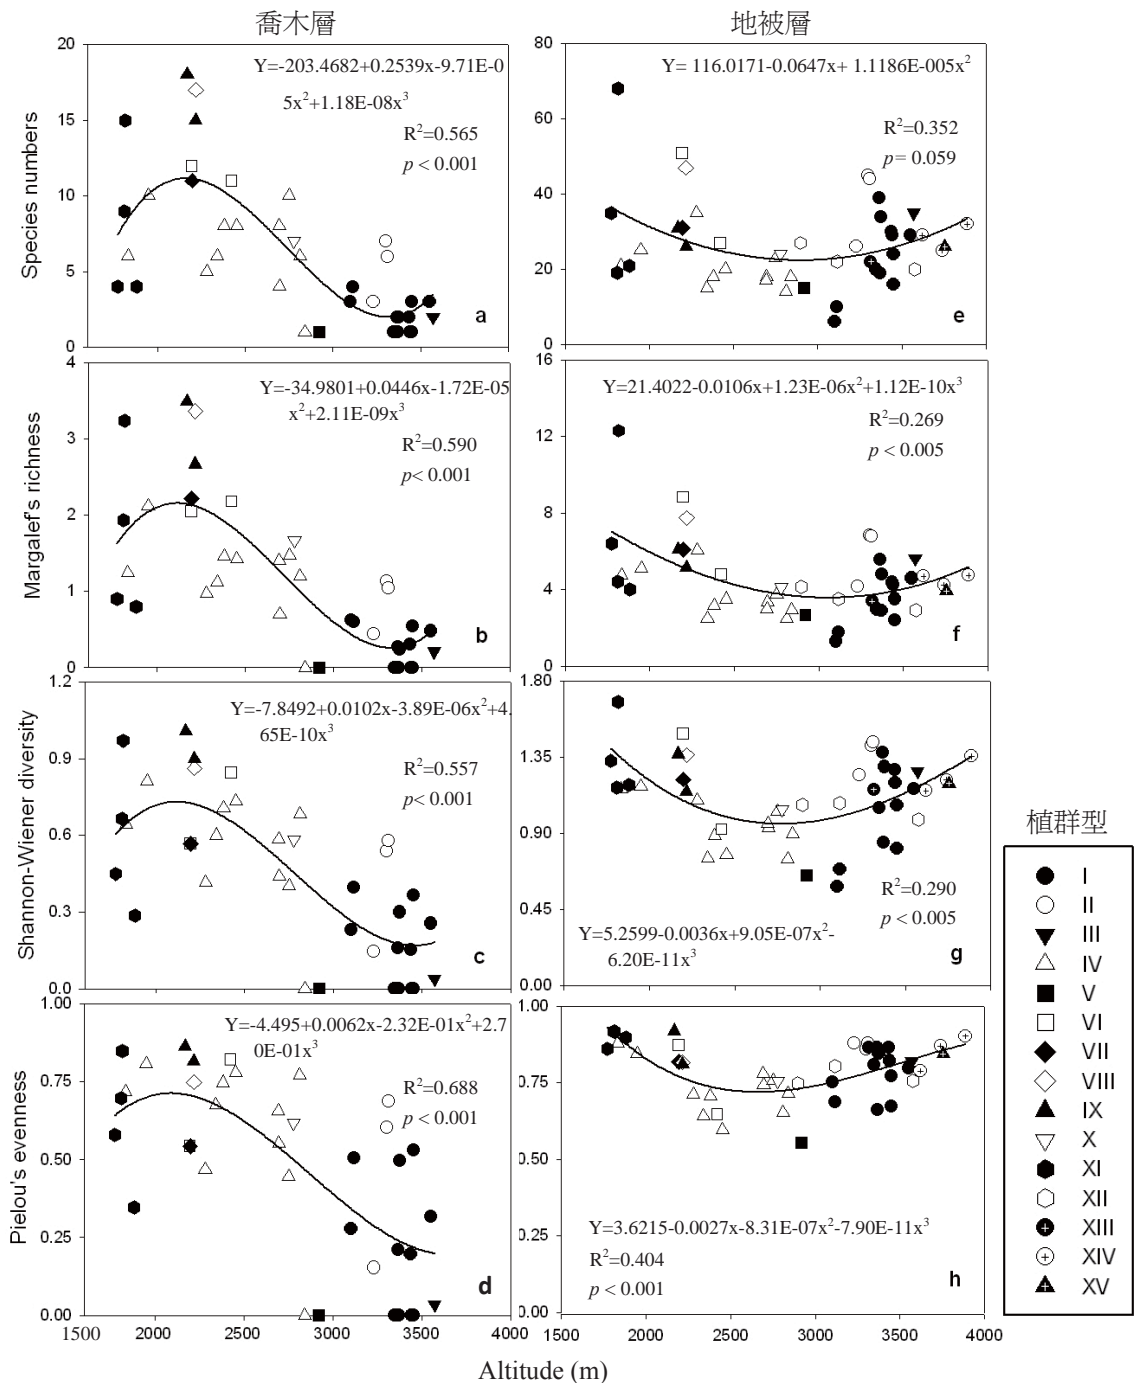 喬木層
地被層
20
15
10
5
0
Species numbers
Y=-203.4682+0.2539x-9.71E-0
5x²+1.18E-08x³
R²=0.565
p < 0.001
a
80
60
40
20
0
Y= 116.0171-0.0647x+ 1.1186E-005x²
R²=0.352
p= 0.059
e
4
3
2
1
0
Margalef's richness
Y=-34.9801+0.0446x-1.72E-05
x²+2.11E-09x³
R²=0.590
p< 0.001
b
16
12
8
4
0
Y=21.4022-0.0106x+1.23E-06x²+1.12E-10x³
R²=0.269
p < 0.005
f
1.2
0.9
0.6
0.3
0.0
Shannon-Wiener diversity
Y=-7.8492+0.0102x-3.89E-06x²+4.
65E-10x³
R²=0.557
p< 0.001
c
1.80
1.35
0.90
0.45
0.00
R²=0.290
p < 0.005
Y=5.2599-0.0036x+9.05E-07x²-
6.20E-11x³
g
1.00
0.75
0.50
0.25
0.00
Pielou's evenness
Y=-4.495+0.0062x-2.32E-01x²+2.7
0E-01x³
R²=0.688
p < 0.001
d
1500 2000 2500 3000 3500 4000
1.00
0.75
0.50
0.25
0.00
Y=3.6215-0.0027x-8.31E-07x²-7.90E-11x³
R²=0.404
p < 0.001
h
1500 2000 2500 3000 3500 4000
Altitude (m)
植群型
I
II
III
IV
V
VI
VII
VIII
IX
X
XI
XII
XIII
XIV
XV